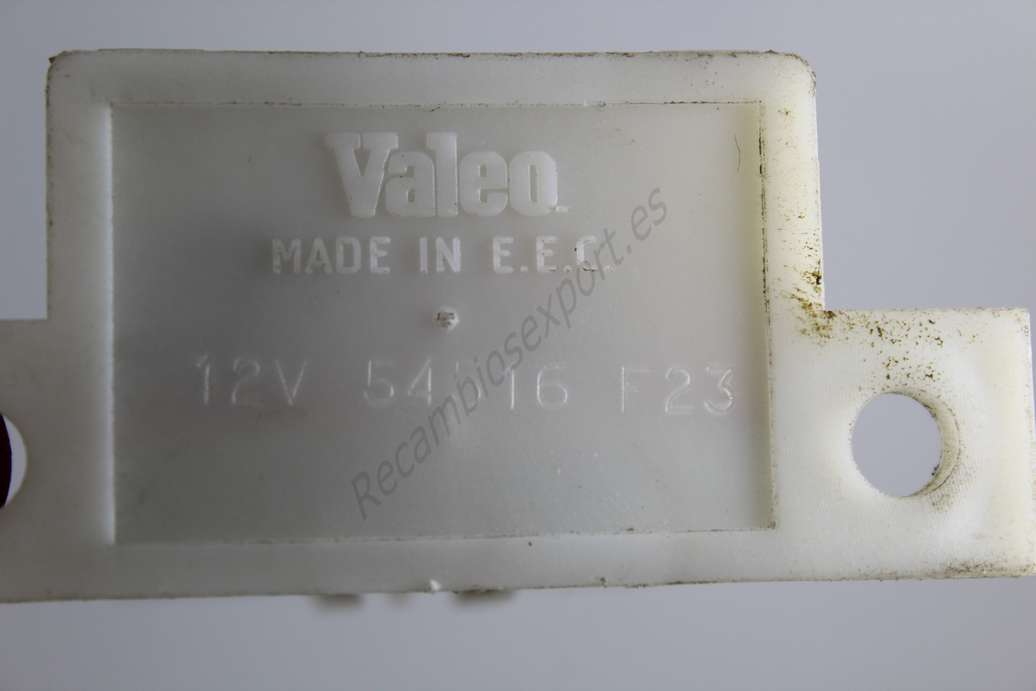 Valeo
MADE IN E.E.C.
12V 54 16 F23
Recambiosexport.es